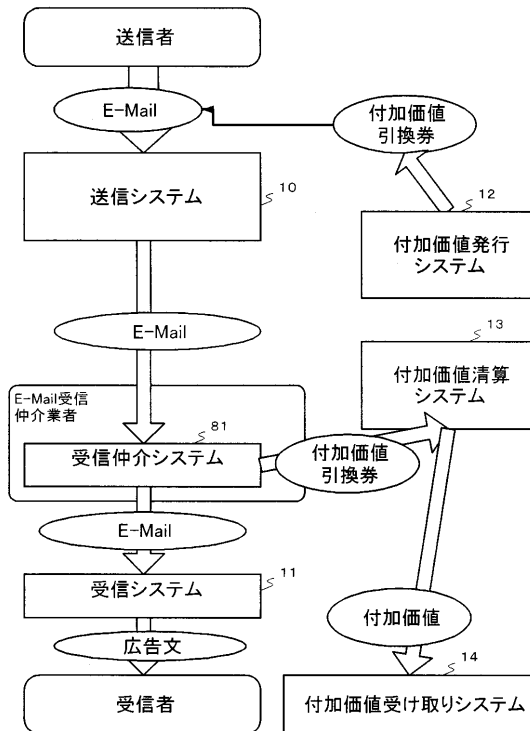 送信者
E-Mail
付加価値
引換券
送信システム
10
12
付加価値発行
システム
E-Mail
13
付加価値清算
システム
E-Mail受信
仲介業者
81
受信仲介システム
付加価値
引換券
E-Mail
11
受信システム
付加価値
広告文
14
受信者
付加価値受け取りシステム